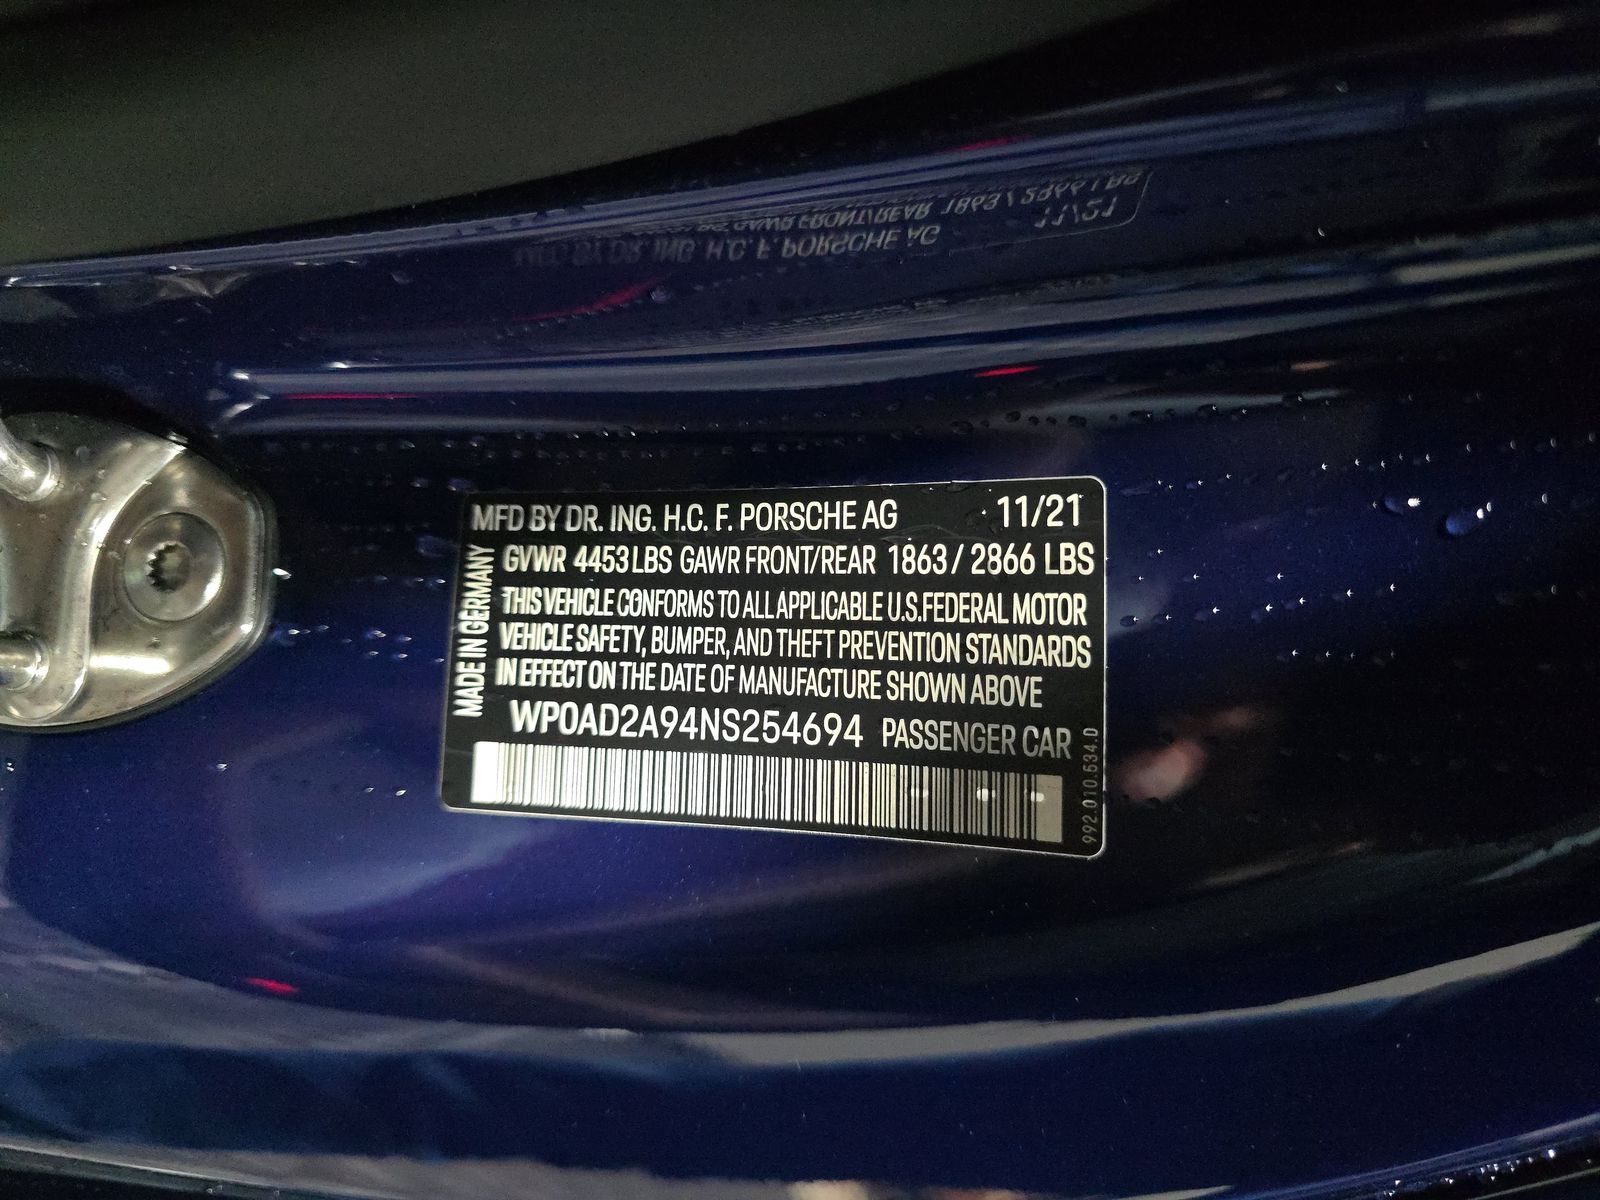 MFD BY DR. ING. H.C. F. PORSCHE AG 11/21
GVWR 4453 LBS GAWR FRONT/REAR 1863 / 2866 LBS
THIS VEHICLE CONFORMS TO ALL APPLICABLE U.S. FEDERAL MOTOR
VEHICLE SAFETY, BUMPER, AND THEFT PREVENTION STANDARDS
IN EFFECT ON THE DATE OF MANUFACTURE SHOWN ABOVE
WP0AD2A94NS254694 PASSENGER CAR
MADE IN GERMANY
992.010.534.D